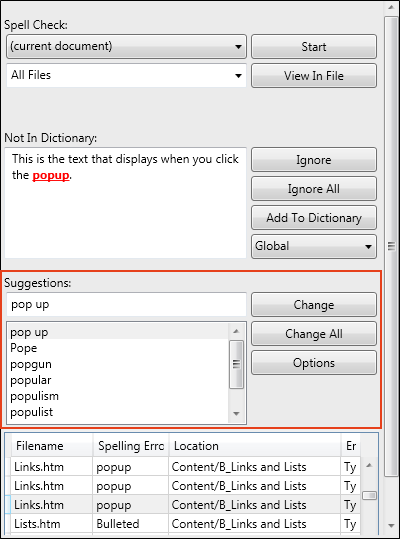 Spell Check:
(current document) Start
All Files View In File
Not In Dictionary:
This is the text that displays when you click
the popup.
Ignore
Ignore All
Add To Dictionary
Global
Suggestions:
pop up Change
pop up Change All
Pope
popgun Options
popular
populism
populist
Filename Spelling Erro Location Er
Links.htm popup Content/B_Links and Lists Ty
Links.htm popup Content/B_Links and Lists Ty
Links.htm popup Content/B_Links and Lists Ty
Lists.htm Bulleted Content/B_Links and Lists Ty